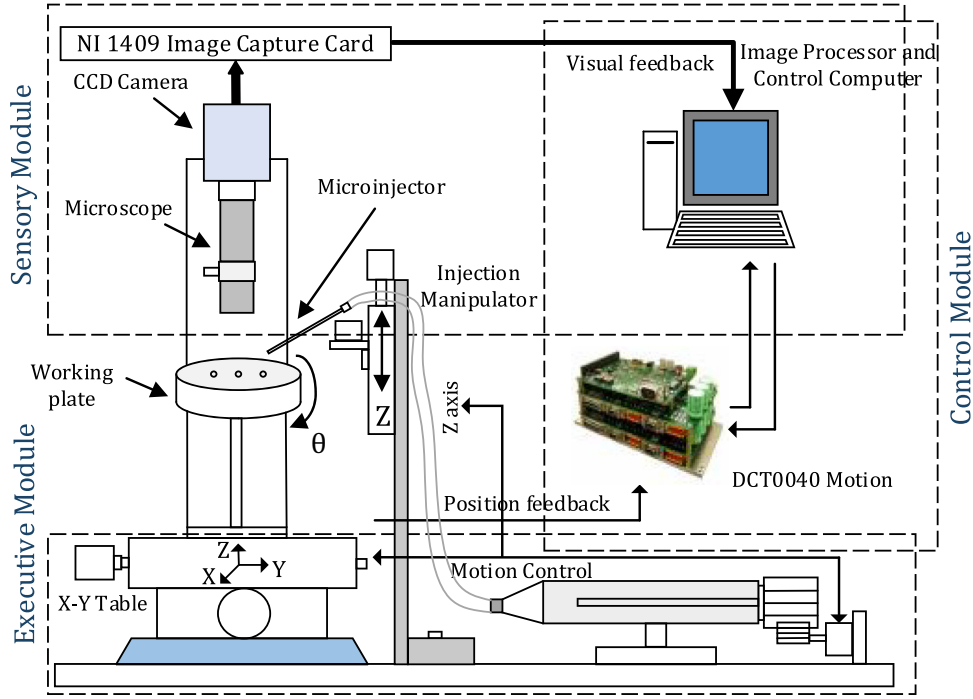 NI 1409 Image Capture Card
CCD Camera
Visual feedback
Image Processor and
Control Computer
Sensory Module
Microinjector
Microscope
Injection
Manipulator
Control Module
Working
plate
Z
Z axis
θ
DCT0040 Motion
Executive Module
Position feedback
Z
X
Y
Motion Control
X-Y Table